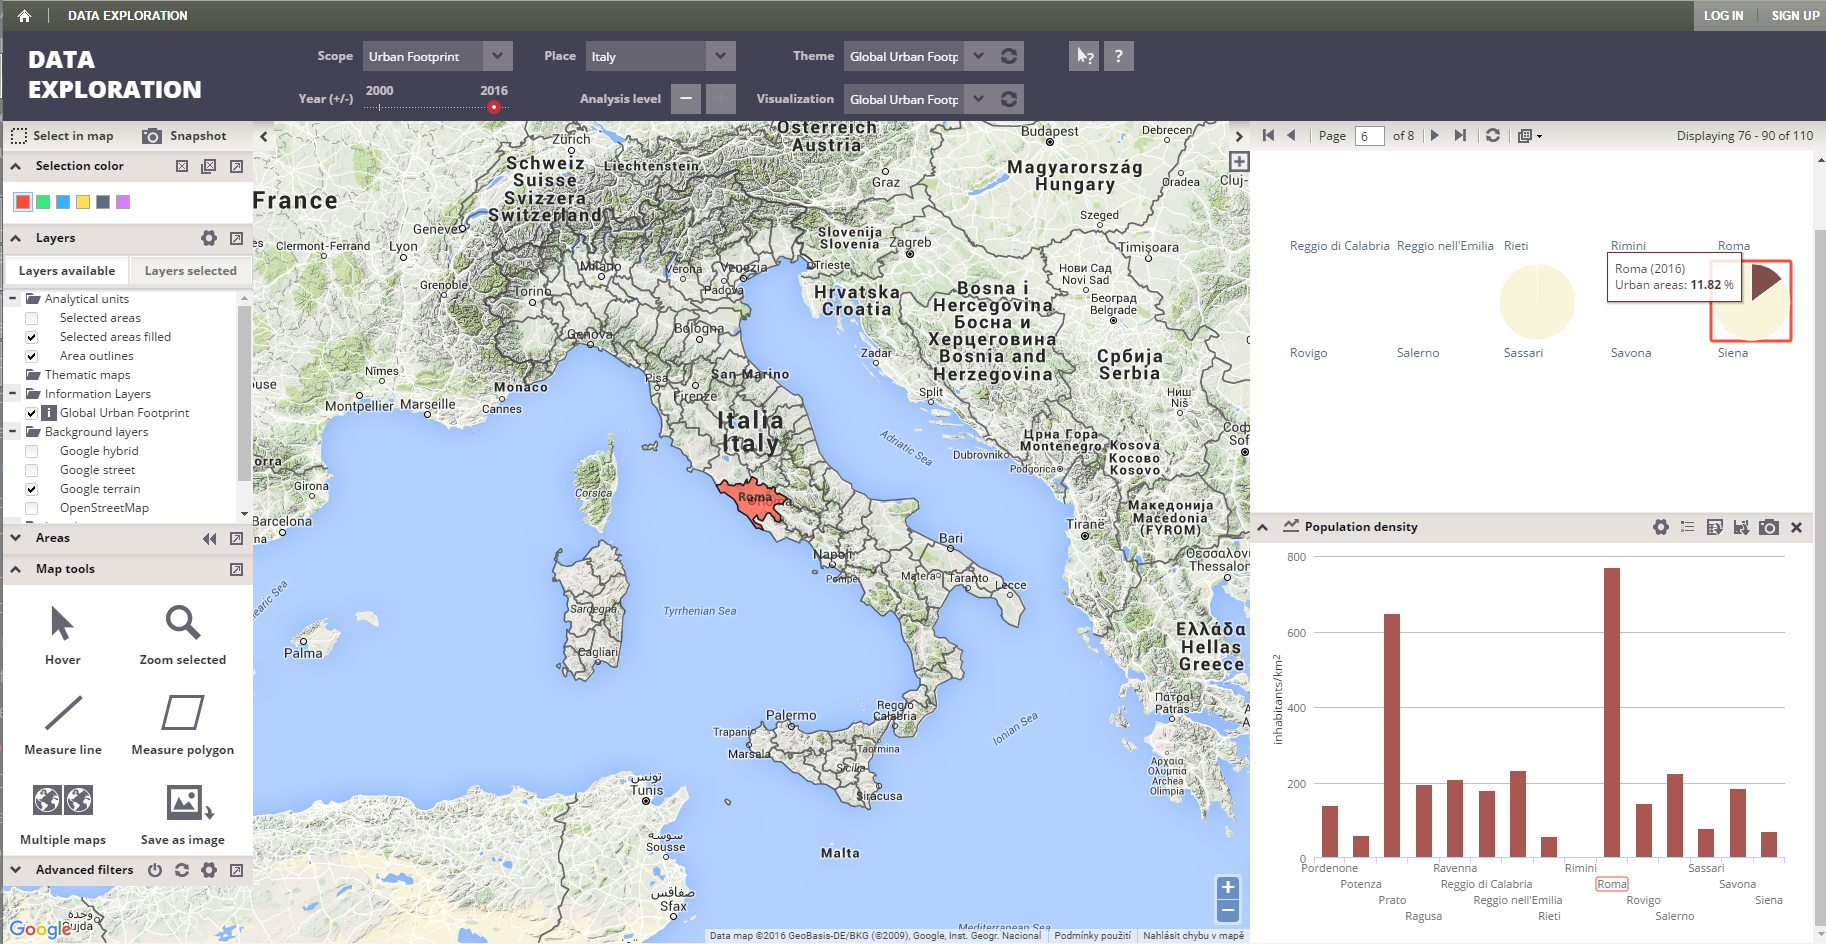 DATA EXPLORATION
LOG IN
SIGN UP
DATA
EXPLORATION
Scope
Urban Footprint
Place
Italy
Theme
Global Urban Footp
?
?
Year (+/-)
2000
2016
Analysis level
Visualization
Global Urban Footp
Select in map
Snapshot
Selection color
Layers
Layers available
Layers selected
Analytical units
Selected areas
Selected areas filled
Area outlines
Thematic maps
Information Layers
Global Urban Footprint
Background layers
Google hybrid
Google street
Google terrain
OpenStreetMap
Areas
Map tools
Hover
Zoom selected
Measure line
Measure polygon
Multiple maps
Save as image
Advanced filters
Österreich
Austria
Zürich
Schweiz
Suisse
Svizzera
Switzerland
Liechtenstein
Graz
Budapest
Debrecen
Magyarország
Hungary
Oradea
Cluj-
Szeged
Timișoara
France
Geneve
Clermont-Ferrand
Lyon
Grenoble
Milano
Torino
Verona
Venezia
Padova
Trieste
Slovenija
Slovenia
Zagreb
Hrvatska
Croatia
Bologna
Genova
Нови Сад
Novi Sad
Београд
Belgrade
Bosna i
Hercegovina
Босна и
Херцеговина
Bosnia and
Herzegovina
Србија
Serbia
Zadar
Split
Ниш
Niš
Nîmes
Montpellier
Marseille
Cannes
Monaco
Pisa
Firenze
San Marino
Italia
Italy
Adriatic Sea
Dubrovnik
Црна Гора
Montenegro
Podgorica
Kosova
Косово
Kosovo
Соф
Sof
Girona
Barcelona
Corsica
Roma
Napoli
Pompei
Bari
Matera
Taranto
Lecce
Tiranë
Македонија
Macedonia
(FYROM)
Θεσσαλον
Thessalon
Sardegna
Cagliari
Tyrrhenian Sea
Palma
Ελλάδα
Hellas
Greece
Πατρα
Patras
Αρχαία
Ολυμπία
Archea
Olimpia
Reggio
Calabria
Ionian Sea
Palermo
Trapani
Marsala
Taormina
Sicilia
Siracusa
تونس
Tunis
سوسة
Sousse
صفاقس
Sfax
Malta
Mediterranean Sea
Google
Data map ©2016 GeoBasis-DE/BKG (©2009), Google, Inst. Geogr. Nacional
Podmínky použití
Nahlásit chybu v mapě
Page
6
of 8
Displaying 76 - 90 of 110
Reggio di Calabria
Reggio nell'Emilia
Rieti
Rimini
Roma
Roma (2016)
Urban areas: 11.82 %
Rovigo
Salerno
Sassari
Savona
Siena
Population density
inhabitants/km²
800
600
400
200
0
Pordenone
Ravenna
Rimini
Sassari
Potenza
Reggio di Calabria
Roma
Savona
Prato
Reggio nell'Emilia
Rovigo
Siena
Ragusa
Rieti
Salerno